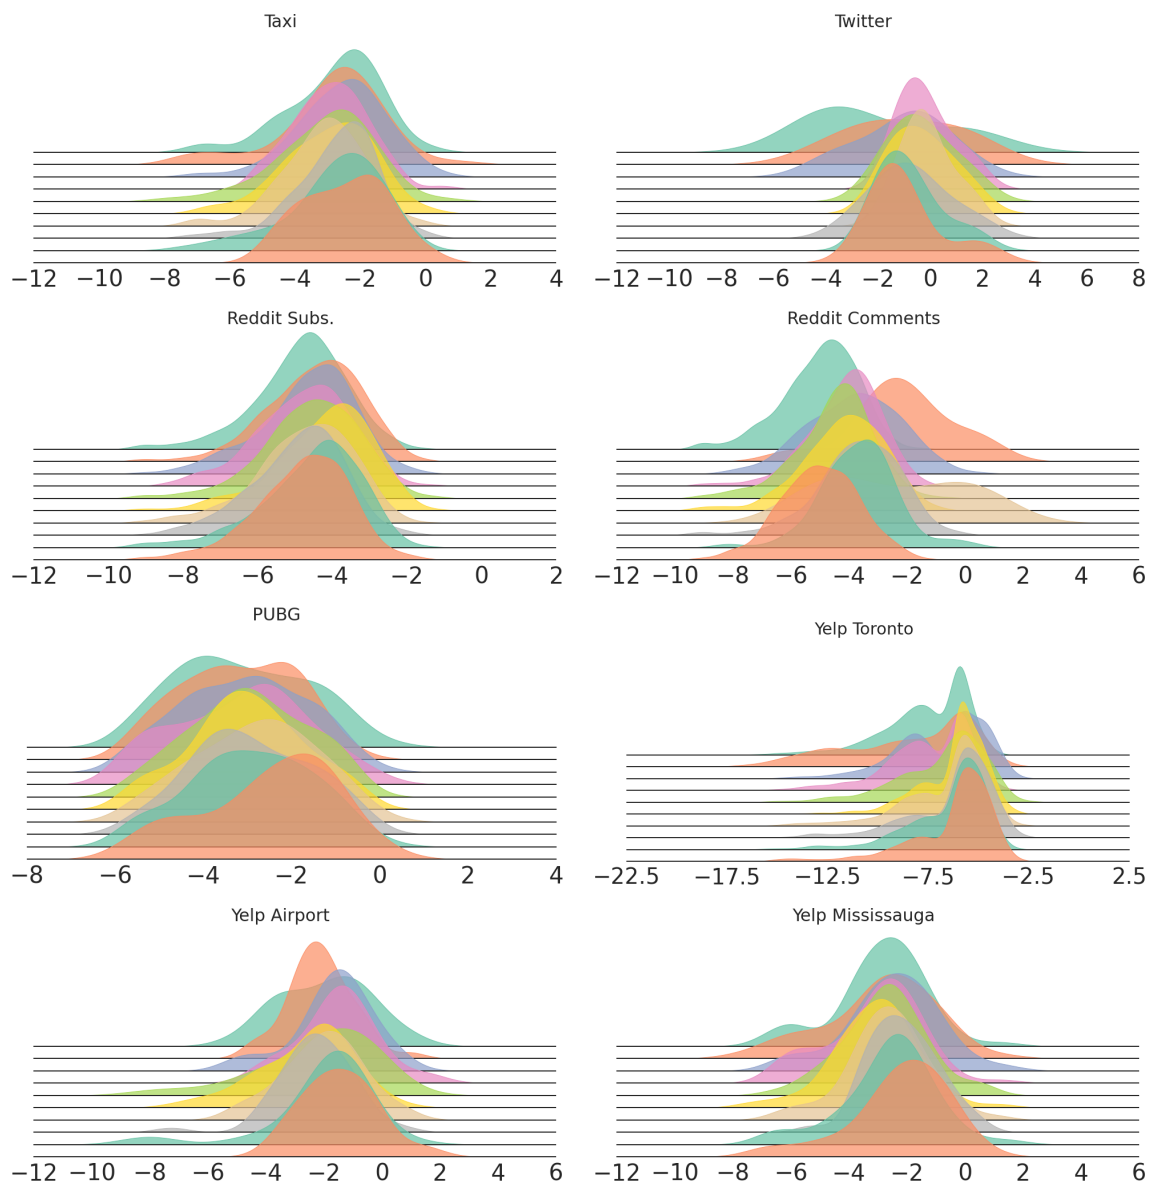 Taxi
Twitter
−12 −10 −8 −6 −4 −2 0 2 4
−12 −10 −8 −6 −4 −2 0 2 4 6 8
Reddit Subs.
Reddit Comments
−12 −10 −8 −6 −4 −2 0 2
−12 −10 −8 −6 −4 −2 0 2 4 6
PUBG
Yelp Toronto
−8 −6 −4 −2 0 2 4
−22.5 −17.5 −12.5 −7.5 −2.5 2.5
Yelp Airport
Yelp Mississauga
−12 −10 −8 −6 −4 −2 0 2 4 6
−12 −10 −8 −6 −4 −2 0 2 4 6